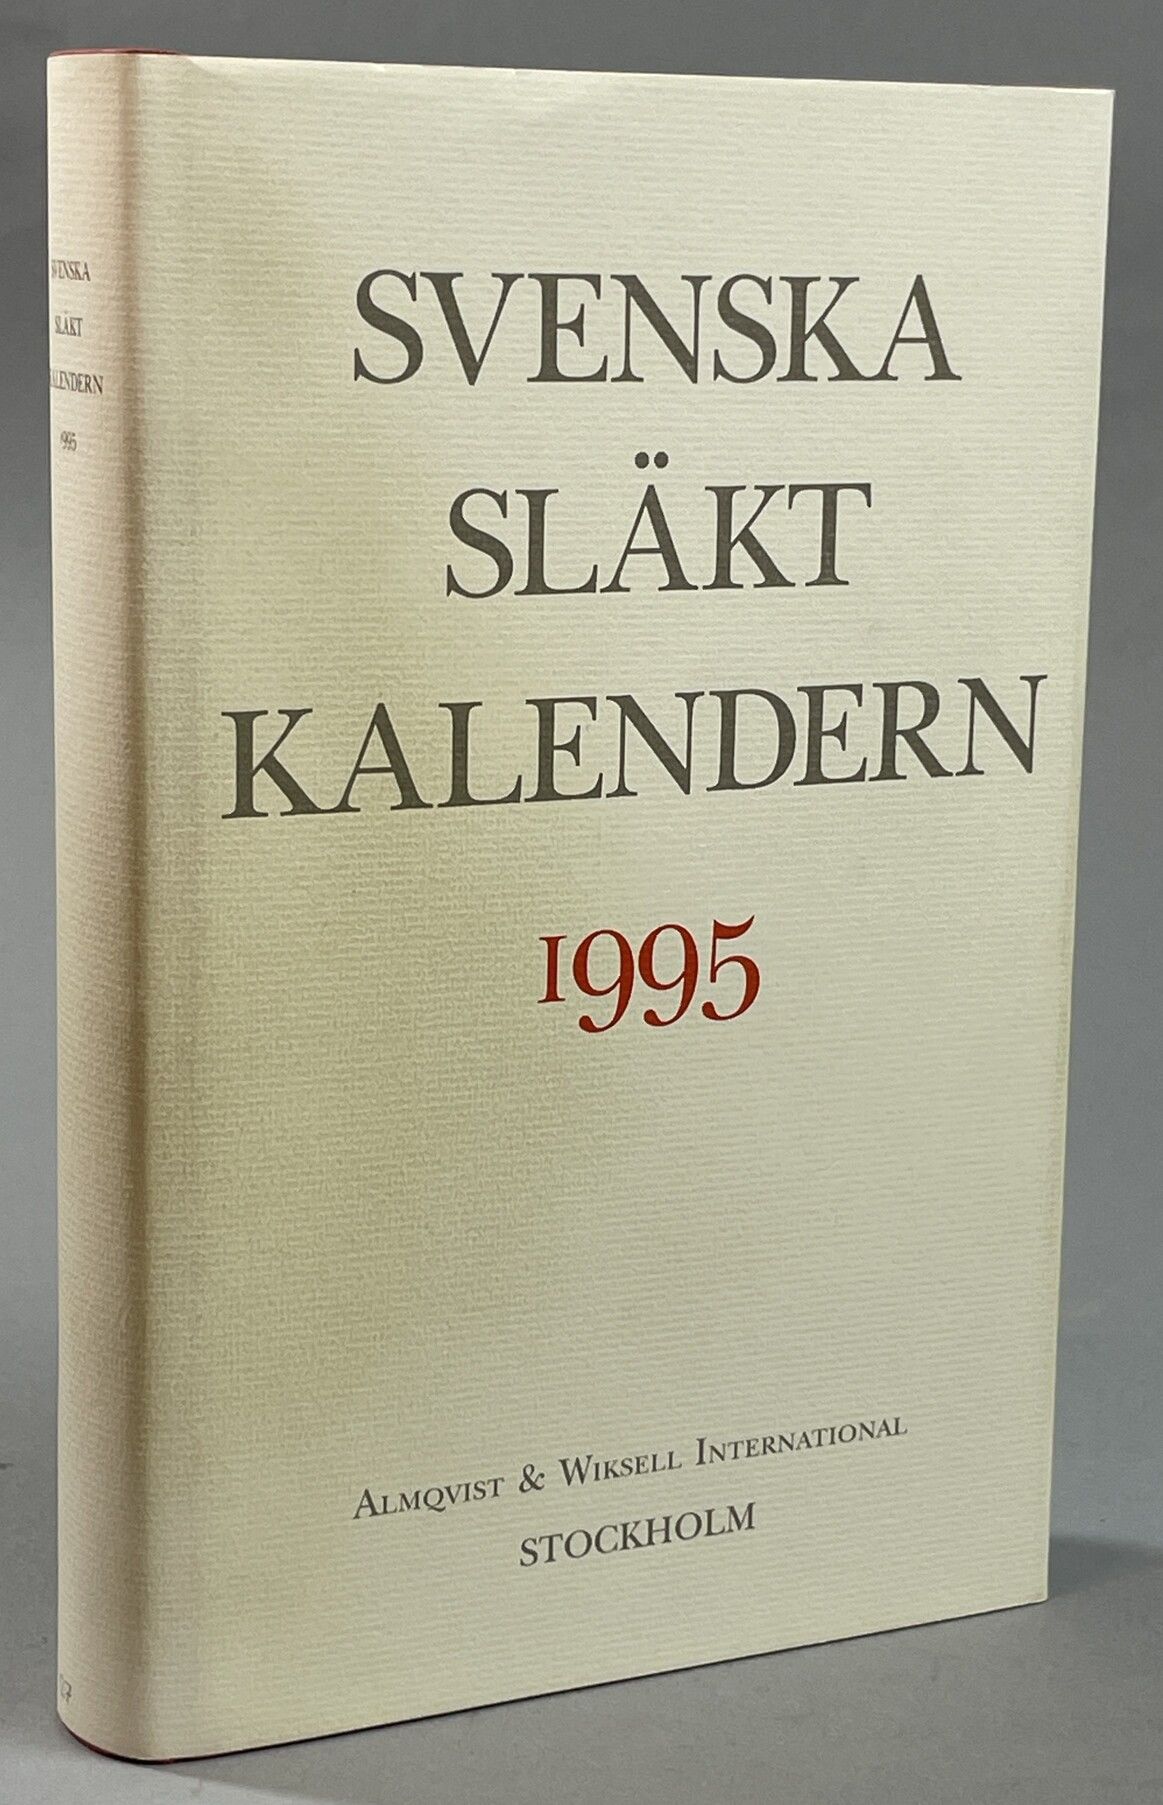 SVENSKA
SLÄKT
KALENDERN
1995
ALMQVIST & WIKSELL INTERNATIONAL
STOCKHOLM
SVENSKA
SLÄKT
KALENDERN
1995